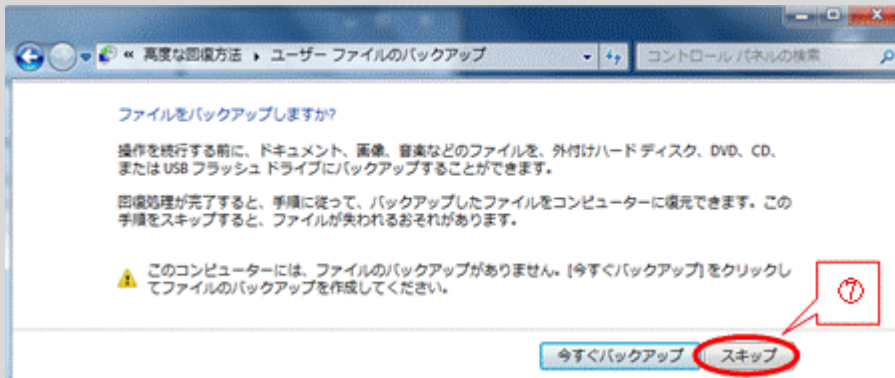 « 高度な回復方法 ▸ ユーザー ファイルのバックアップ
コントロール パネルの検索
ファイルをバックアップしますか?
操作を続行する前に、ドキュメント、画像、音楽などのファイルを、外付けハード ディスク、DVD、CD、
または USB フラッシュ ドライブにバックアップすることができます。
回復処理が完了すると、手順に従って、バックアップしたファイルをコンピューターに復元できます。この
手順をスキップすると、ファイルが失われるおそれがあります。
このコンピューターには、ファイルのバックアップがありません。[今すぐバックアップ] をクリックし
てファイルのバックアップを作成してください。
⑦
今すぐバックアップ
スキップ